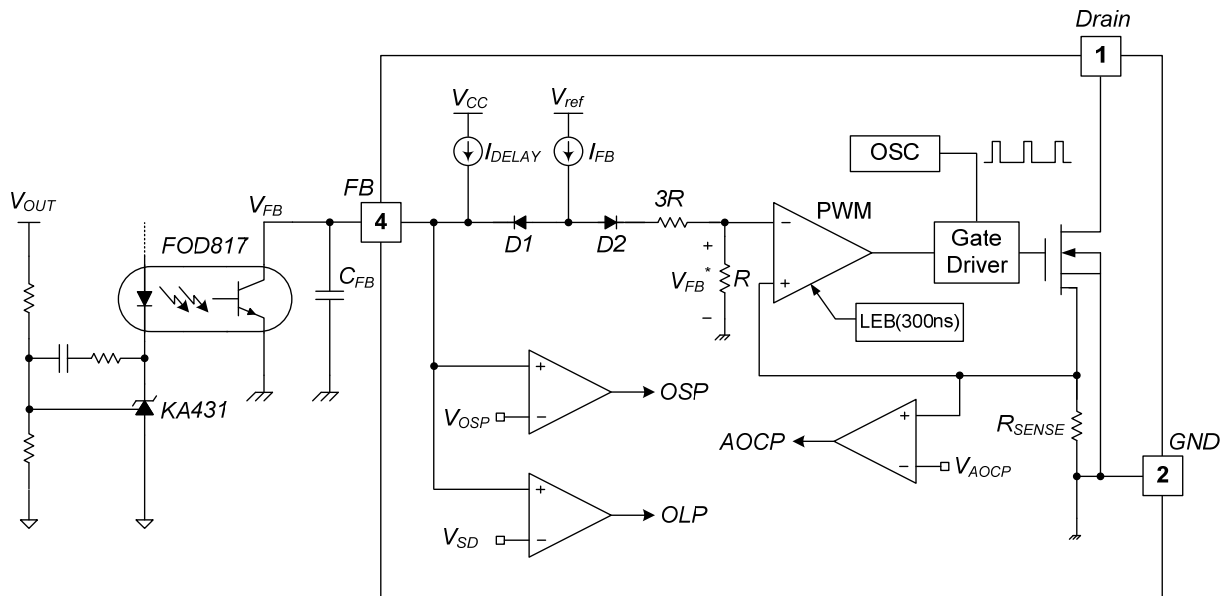 Drain
1
V_CC
V_ref
I_DELAY
I_FB
OSC
FB
4
V_OUT
V_FB
3R
PWM
FOD817
D1
D2
Gate
Driver
C_FB
+
−
V_FB*
R
−
+
LEB(300ns)
KA431
+
−
V_OSP
OSP
AOCP
+
−
V_AOCP
R_SENSE
GND
2
+
−
V_SD
OLP